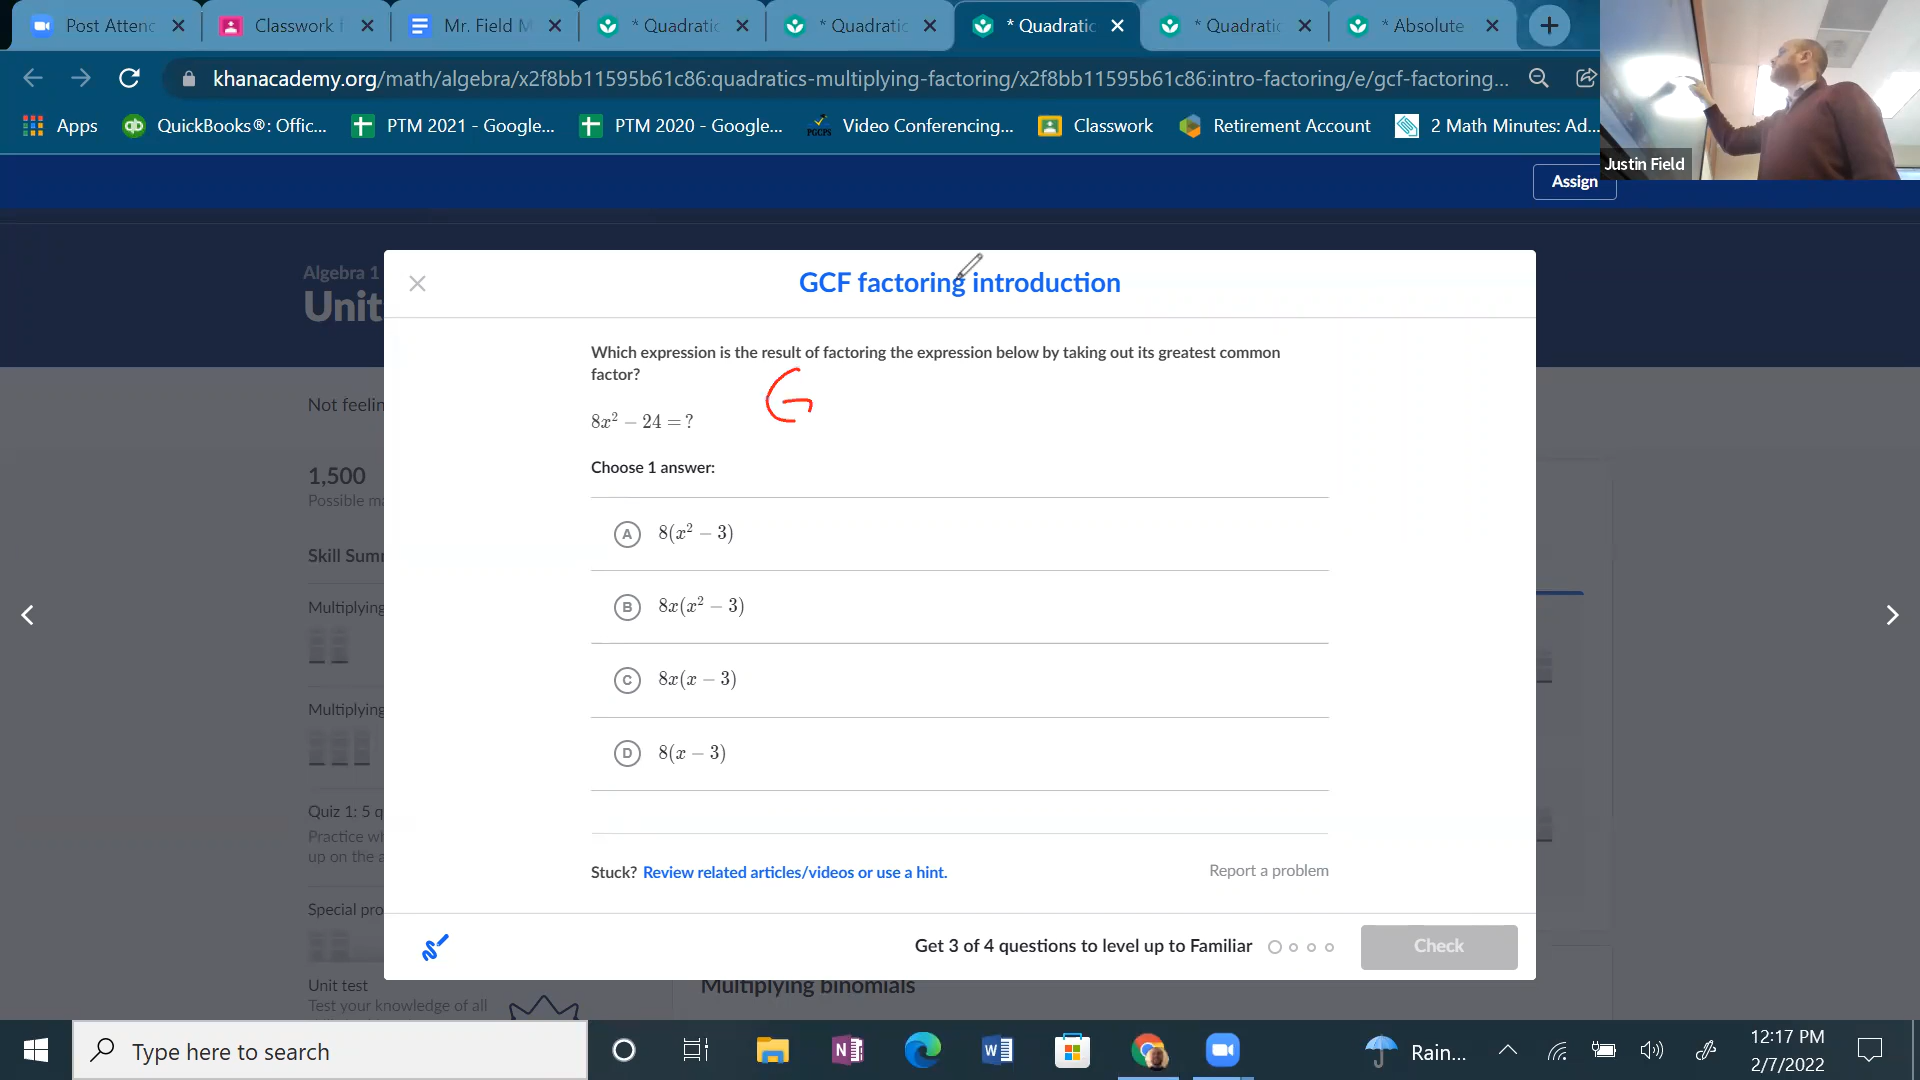 Post Attenc
Classwork f
Mr. Field M
* Quadratic
* Quadratic
* Quadratic
* Quadratic
* Absolute
khanacademy.org/math/algebra/x2f8bb11595b61c86:quadratics-multiplying-factoring/x2f8bb11595b61c86:intro-factoring/e/gcf-factoring...
Apps
QuickBooks®: Offic...
PTM 2021 - Google...
PTM 2020 - Google...
PGCPS
Video Conferencing...
Classwork
Retirement Account
2 Math Minutes: Ad...
Justin Field
Assign
Algebra 1
Unit
GCF factoring introduction
Which expression is the result of factoring the expression below by taking out its greatest common
factor?
G
8x² − 24 = ?
Choose 1 answer:
A 8(x² − 3)
B 8x(x² − 3)
C 8x(x − 3)
D 8(x − 3)
Stuck? Review related articles/videos or use a hint.
Report a problem
Get 3 of 4 questions to level up to Familiar
Check
Not feelin
1,500
Possible ma
Skill Sum
Multiplying
Multiplying
Quiz 1: 5 q
Practice wh
up on the a
Special pro
Unit test
Test your knowledge of all
Multiplying binomials
Type here to search
Rain...
12:17 PM
2/7/2022